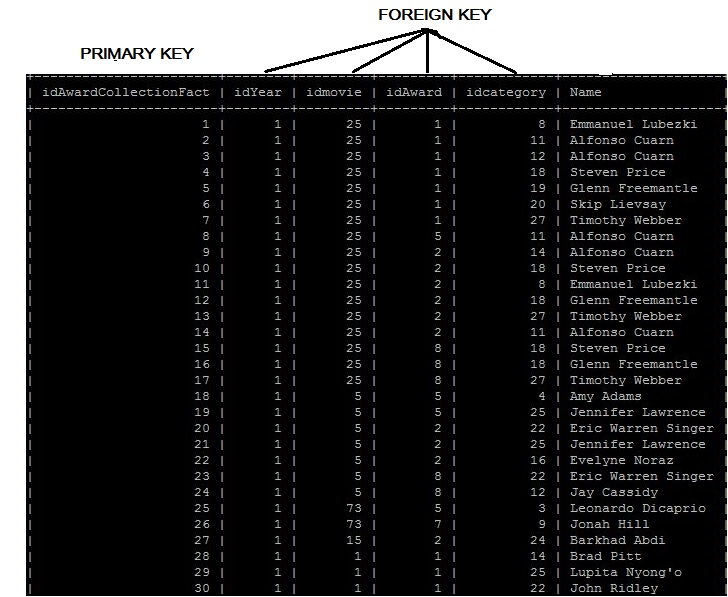 FOREIGN KEY
PRIMARY KEY
| idAwardCollectionFact | idYear | idmovie | idAward | idcategory | Name
| 1 | 1 | 25 | 1 | 8 | Emmanuel Lubezki
| 2 | 1 | 25 | 1 | 11 | Alfonso Cuarn
| 3 | 1 | 25 | 1 | 12 | Alfonso Cuarn
| 4 | 1 | 25 | 1 | 18 | Steven Price
| 5 | 1 | 25 | 1 | 19 | Glenn Freemantle
| 6 | 1 | 25 | 1 | 20 | Skip Lievsay
| 7 | 1 | 25 | 1 | 27 | Timothy Webber
| 8 | 1 | 25 | 5 | 11 | Alfonso Cuarn
| 9 | 1 | 25 | 2 | 14 | Alfonso Cuarn
| 10 | 1 | 25 | 2 | 18 | Steven Price
| 11 | 1 | 25 | 2 | 8 | Emmanuel Lubezki
| 12 | 1 | 25 | 2 | 18 | Glenn Freemantle
| 13 | 1 | 25 | 2 | 27 | Timothy Webber
| 14 | 1 | 25 | 2 | 11 | Alfonso Cuarn
| 15 | 1 | 25 | 8 | 18 | Steven Price
| 16 | 1 | 25 | 8 | 18 | Glenn Freemantle
| 17 | 1 | 25 | 8 | 27 | Timothy Webber
| 18 | 1 | 5 | 5 | 4 | Amy Adams
| 19 | 1 | 5 | 5 | 25 | Jennifer Lawrence
| 20 | 1 | 5 | 2 | 22 | Eric Warren Singer
| 21 | 1 | 5 | 2 | 25 | Jennifer Lawrence
| 22 | 1 | 5 | 2 | 16 | Evelyne Noraz
| 23 | 1 | 5 | 8 | 22 | Eric Warren Singer
| 24 | 1 | 5 | 8 | 12 | Jay Cassidy
| 25 | 1 | 73 | 5 | 3 | Leonardo Dicaprio
| 26 | 1 | 73 | 7 | 9 | Jonah Hill
| 27 | 1 | 15 | 2 | 24 | Barkhad Abdi
| 28 | 1 | 1 | 1 | 14 | Brad Pitt
| 29 | 1 | 1 | 1 | 25 | Lupita Nyong'o
| 30 | 1 | 1 | 1 | 22 | John Ridley